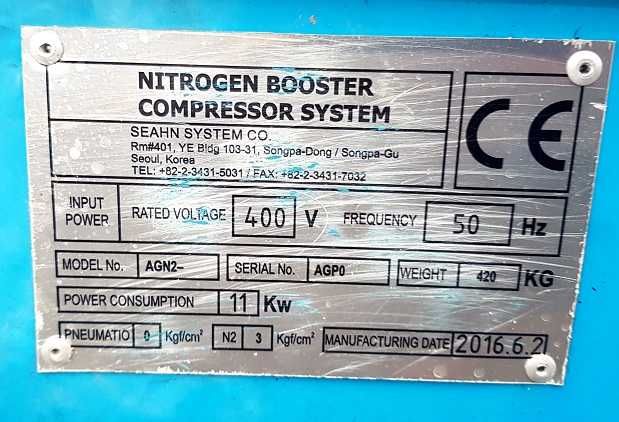 NITROGEN BOOSTER
COMPRESSOR SYSTEM
SEAHN SYSTEM CO.
Rm#401, YE Bldg 103-31, Songpa-Dong / Songpa-Gu
Seoul, Korea
TEL: +82-2-3431-5031 / FAX: +82-2-3431-7032
CE
INPUT POWER RATED VOLTAGE 400 V FREQUENCY 50 Hz
MODEL No. AGN2- SERIAL No. AGP0 WEIGHT 420 KG
POWER CONSUMPTION 11 Kw
PNEUMATIO 0 Kgf/cm² N2 3 Kgf/cm² MANUFACTURING DATE 2016.6.2